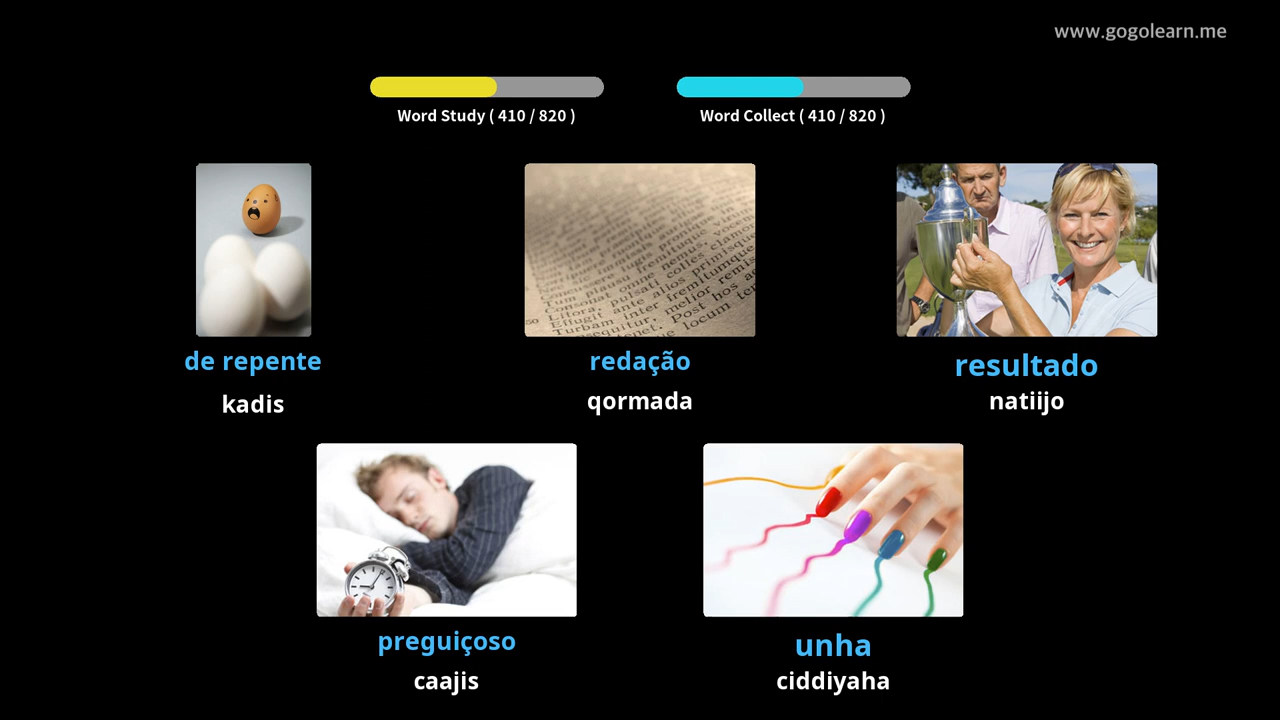 www.gogolearn.me
Word Study ( 410 / 820 )
Word Collect ( 410 / 820 )
de repente
kadis
redação
qormada
resultado
natiijo
preguiçoso
caajis
unha
ciddiyaha